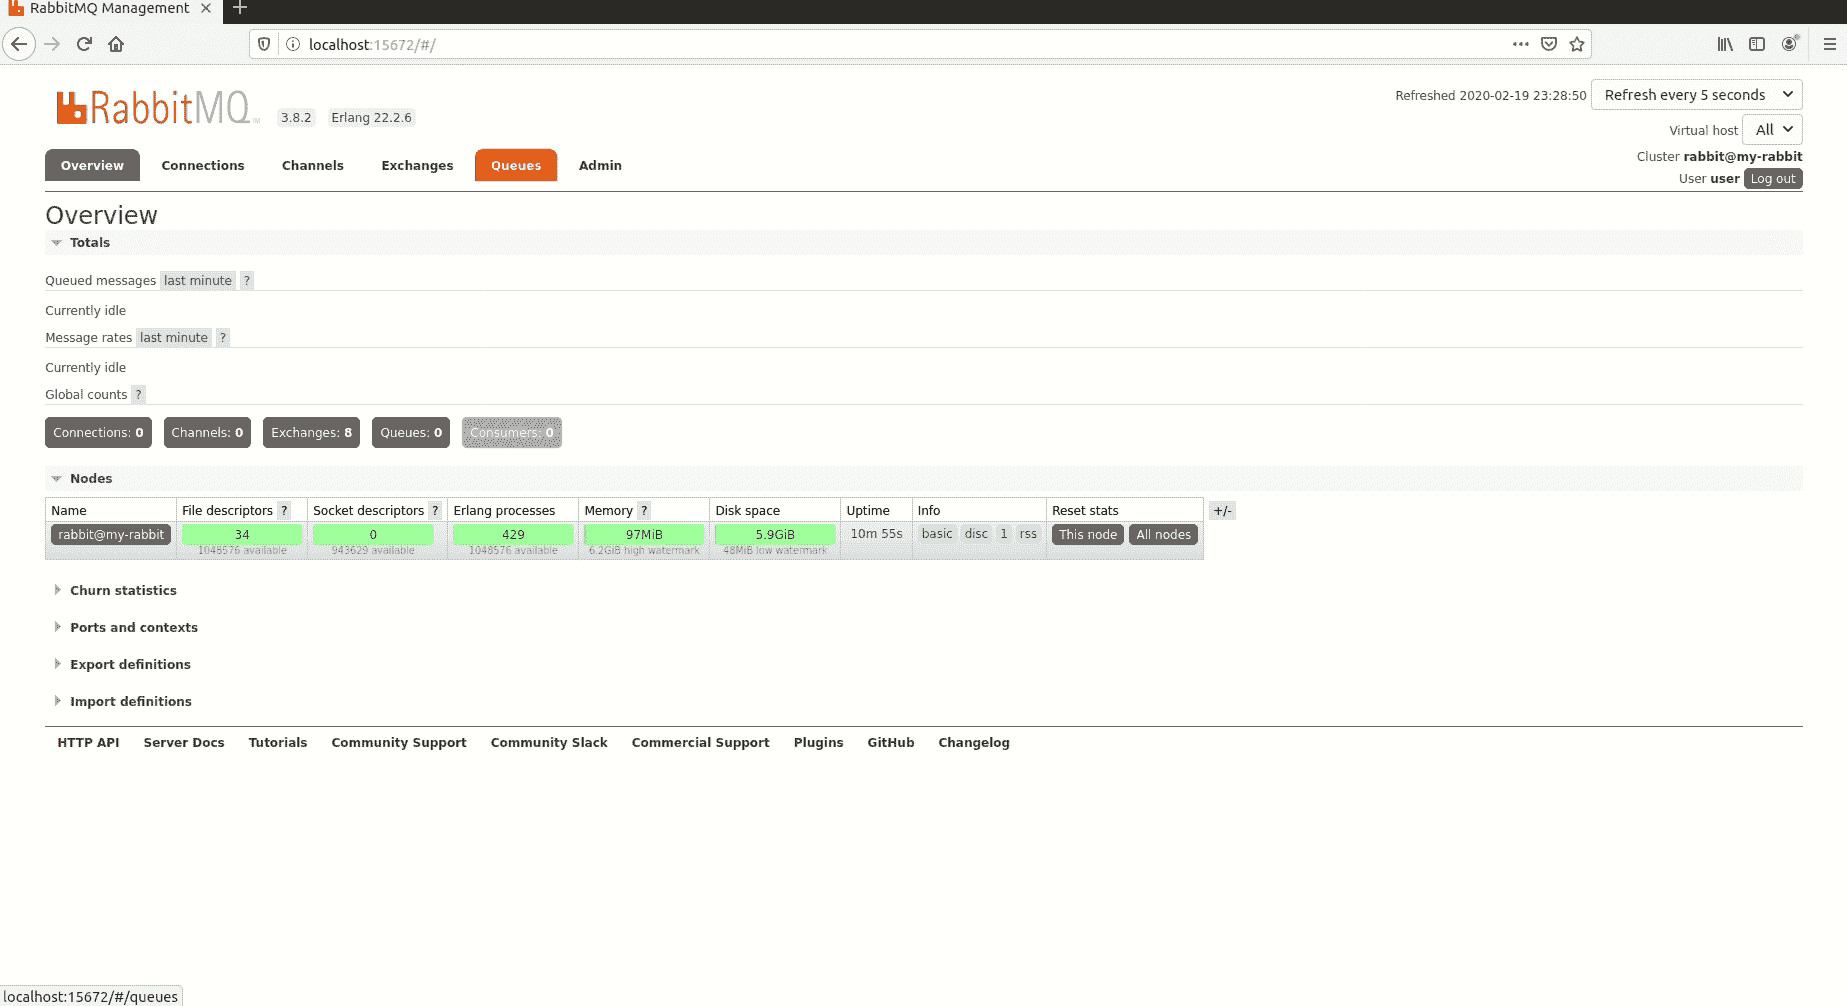 RabbitMQ Management
localhost:15672/#/
RabbitMQ TM 3.8.2 Erlang 22.2.6
Refreshed 2020-02-19 23:28:50 Refresh every 5 seconds
Virtual host All
Cluster rabbit@my-rabbit
User user Log out
Overview Connections Channels Exchanges Queues Admin
Overview
Totals
Queued messages last minute ?
Currently idle
Message rates last minute ?
Currently idle
Global counts ?
Connections: 0 Channels: 0 Exchanges: 8 Queues: 0 Consumers: 0
Nodes
Name File descriptors ? Socket descriptors ? Erlang processes Memory ? Disk space Uptime Info Reset stats +/-
rabbit@my-rabbit 34 0 429 97MiB 5.9GiB 10m 55s basic disc 1 rss This node All nodes
1048576 available 943629 available 1048576 available 6.2GiB high watermark 48MiB low watermark
Churn statistics
Ports and contexts
Export definitions
Import definitions
HTTP API Server Docs Tutorials Community Support Community Slack Commercial Support Plugins GitHub Changelog
localhost:15672/#/queues